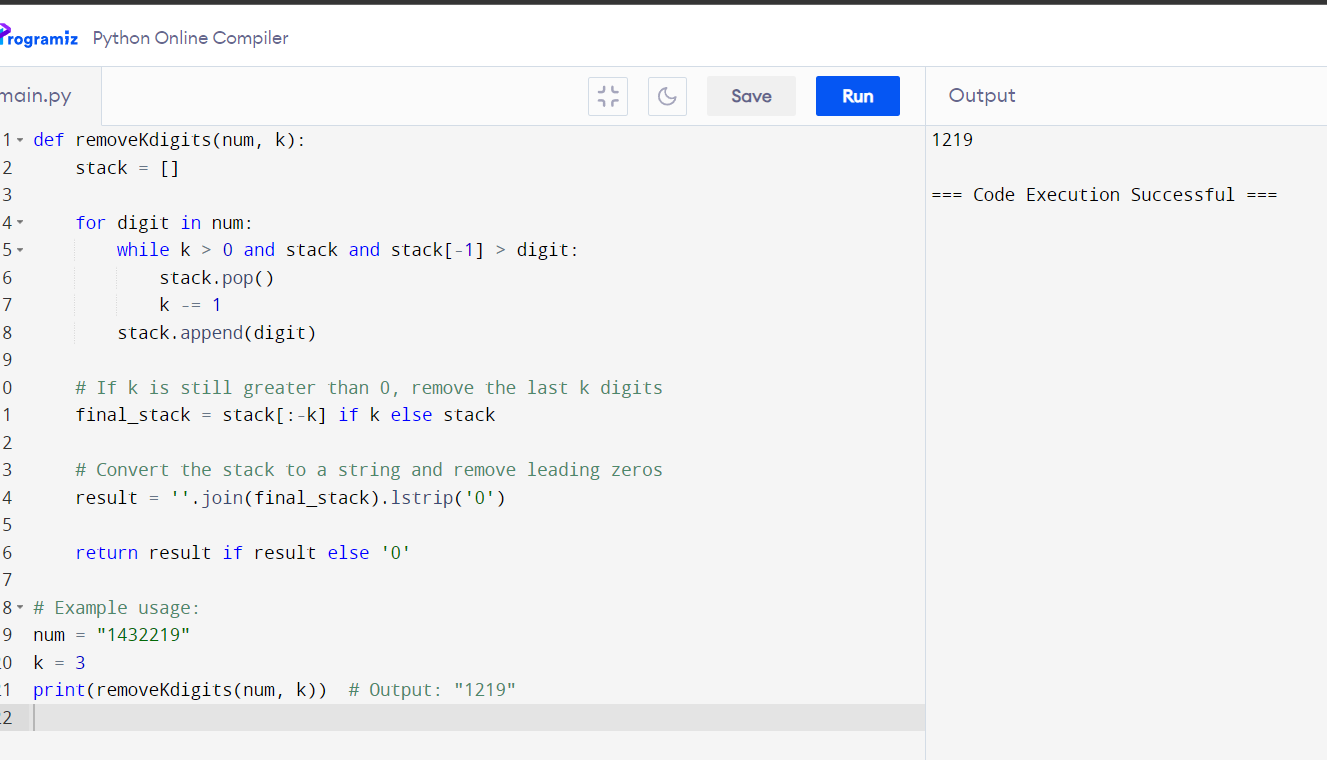 Programiz Python Online Compiler
main.py
Save
Run
Output
1 def removeKdigits(num, k):
2     stack = []
3
4     for digit in num:
5         while k > 0 and stack and stack[-1] > digit:
6             stack.pop()
7             k -= 1
8         stack.append(digit)
9
0     # If k is still greater than 0, remove the last k digits
1     final_stack = stack[:-k] if k else stack
2
3     # Convert the stack to a string and remove leading zeros
4     result = ''.join(final_stack).lstrip('0')
5
6     return result if result else '0'
7
8 # Example usage:
9 num = "1432219"
0 k = 3
1 print(removeKdigits(num, k))  # Output: "1219"
2
1219
=== Code Execution Successful ===